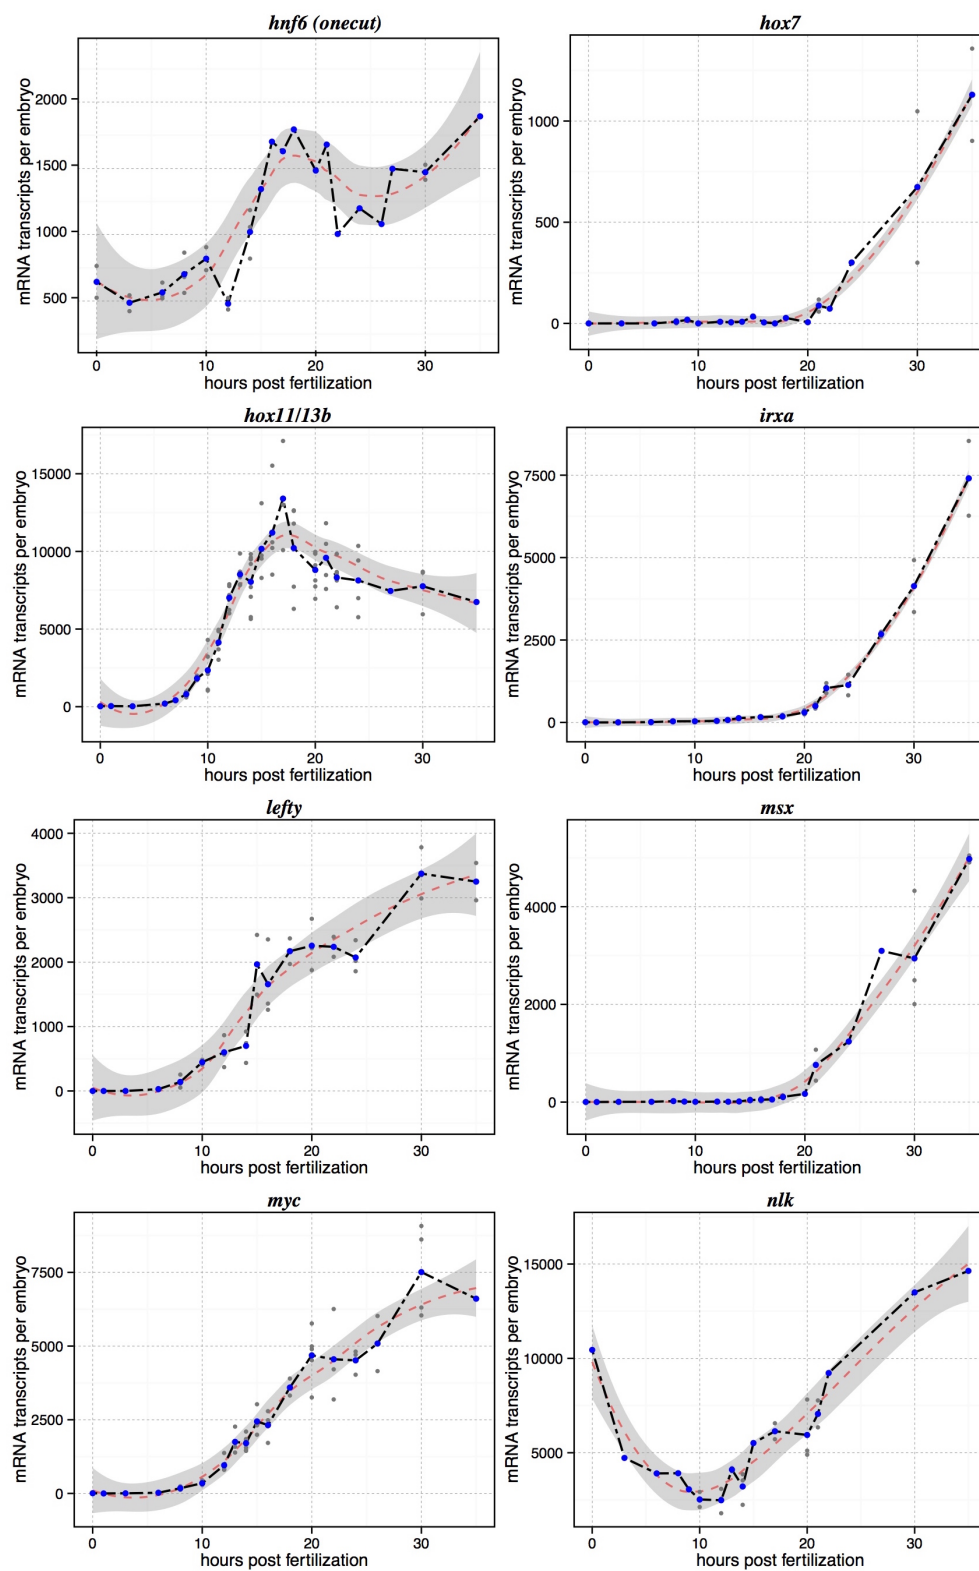 hnf6 (onecut)
mRNA transcripts per embryo
2000
1500
1000
500
0 10 20 30
hours post fertilization
hox7
mRNA transcripts per embryo
1000
500
0
0 10 20 30
hours post fertilization
hox11/13b
mRNA transcripts per embryo
15000
10000
5000
0
0 10 20 30
hours post fertilization
irxa
mRNA transcripts per embryo
7500
5000
2500
0
0 10 20 30
hours post fertilization
lefty
mRNA transcripts per embryo
4000
3000
2000
1000
0
0 10 20 30
hours post fertilization
msx
mRNA transcripts per embryo
4000
2000
0
0 10 20 30
hours post fertilization
myc
mRNA transcripts per embryo
7500
5000
2500
0
0 10 20 30
hours post fertilization
nlk
mRNA transcripts per embryo
15000
10000
5000
0 10 20 30
hours post fertilization